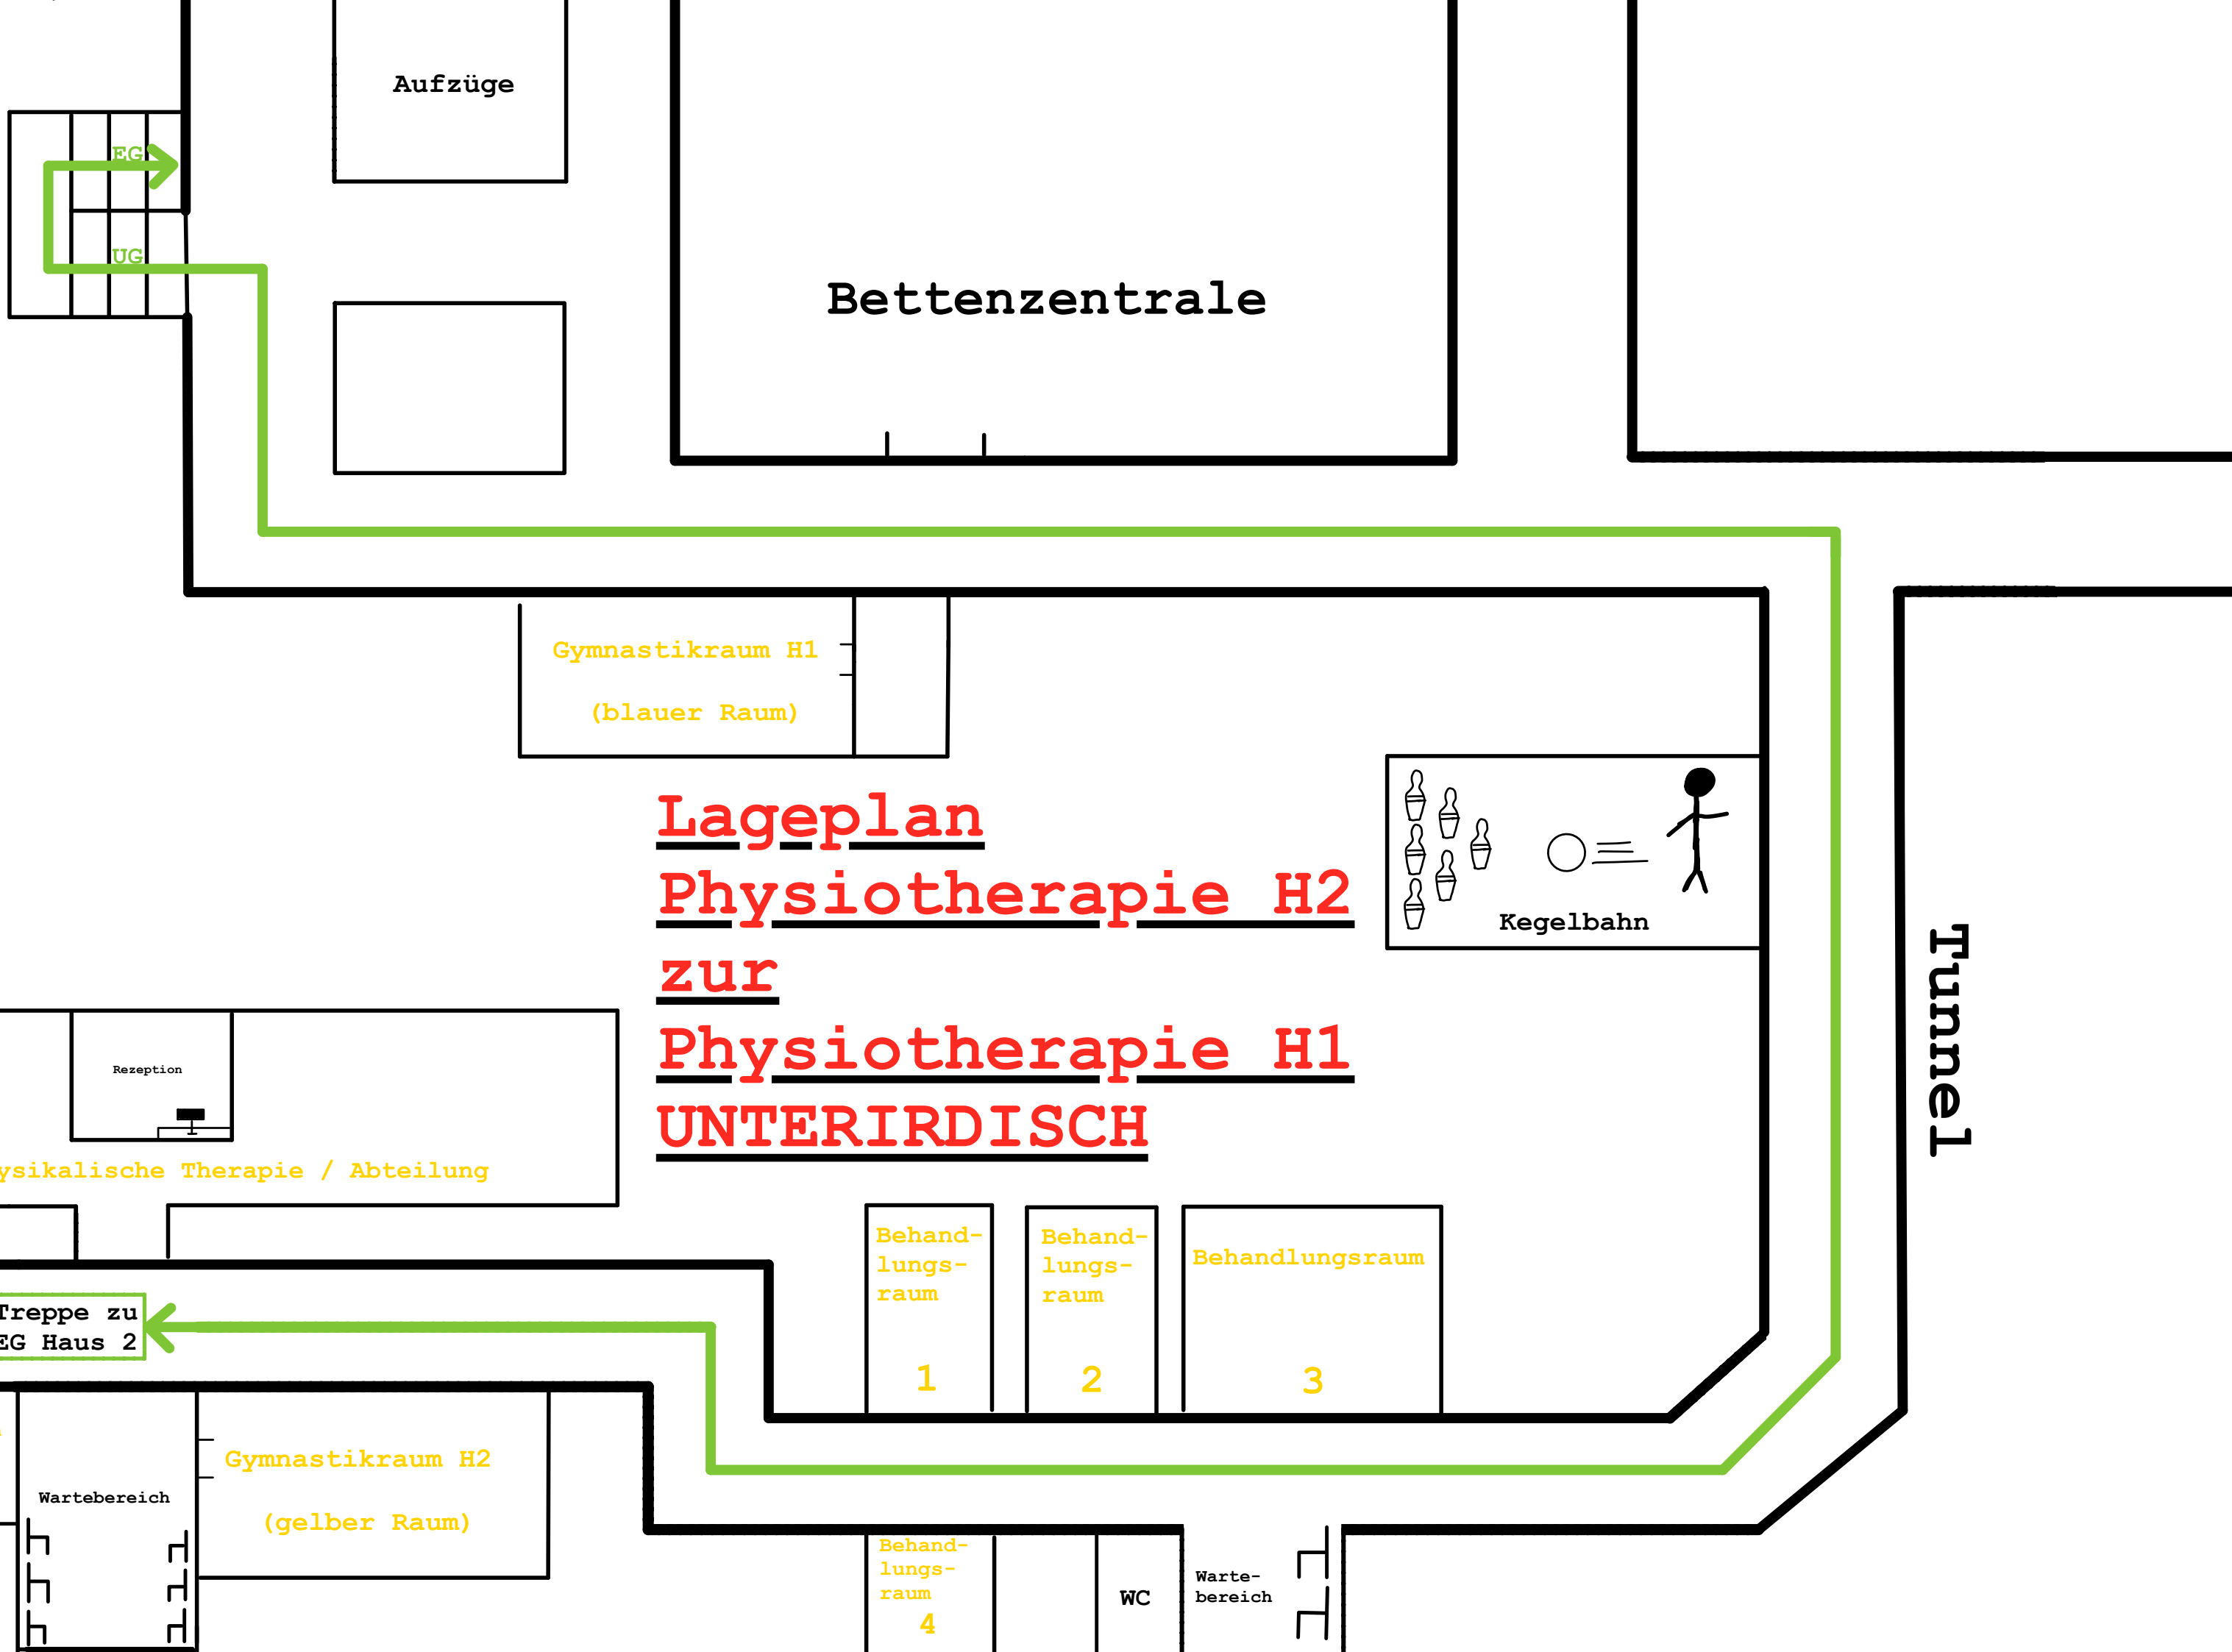 Aufzüge
EG
UG
Bettenzentrale
Gymnastikraum H1
(blauer Raum)
Lageplan
Physiotherapie H2
zur
Physiotherapie H1
UNTERIRDISCH
Kegelbahn
Tunnel
Rezeption
ysikalische Therapie / Abteilung
Treppe zu
EG Haus 2
Behand-
lungs-
raum
1
Behand-
lungs-
raum
2
Behandlungsraum
3
Gymnastikraum H2
(gelber Raum)
Wartebereich
Behand-
lungs-
raum
4
WC
Warte-
bereich